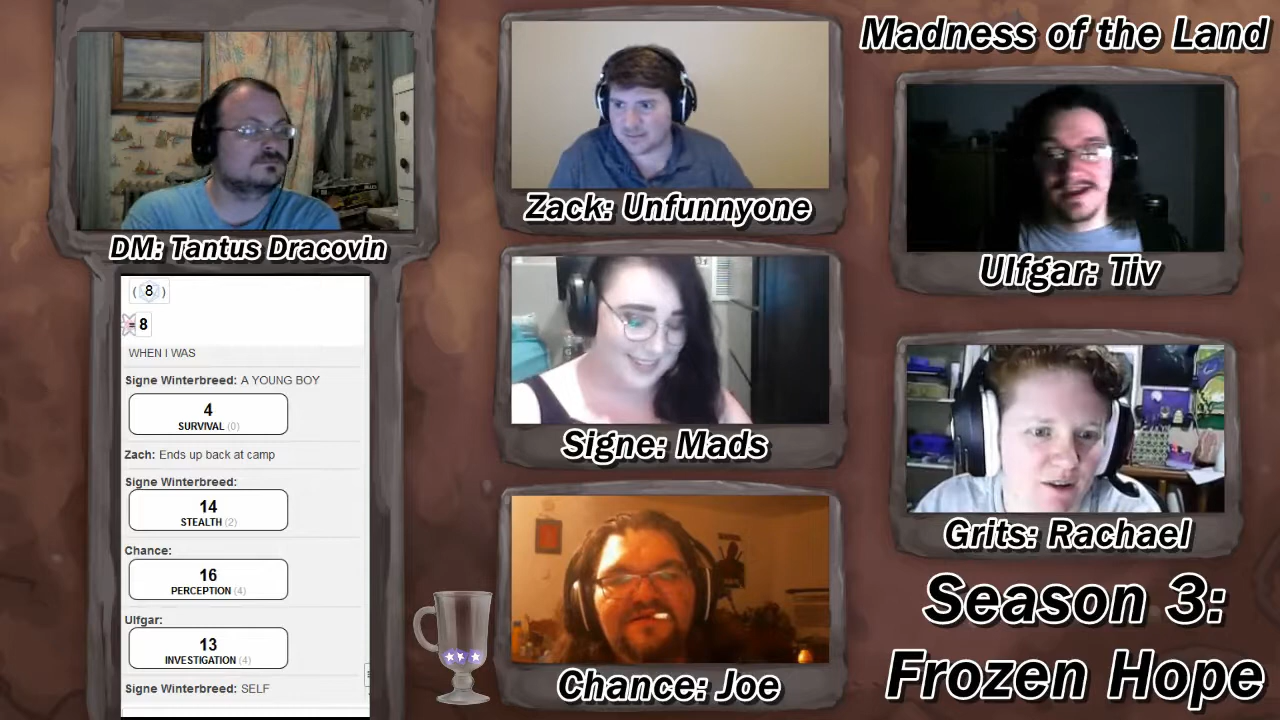 Madness of the Land
DM: Tantus Dracovin
Zack: Unfunnyone
Ulfgar: Tiv
Signe: Mads
Grits: Rachael
Chance: Joe
Season 3:
Frozen Hope
(8)
=8
WHEN I WAS
Signe Winterbreed: A YOUNG BOY
4
SURVIVAL (0)
Zach: Ends up back at camp
Signe Winterbreed:
14
STEALTH (2)
Chance:
16
PERCEPTION (4)
Ulfgar:
13
INVESTIGATION (4)
Signe Winterbreed: SELF